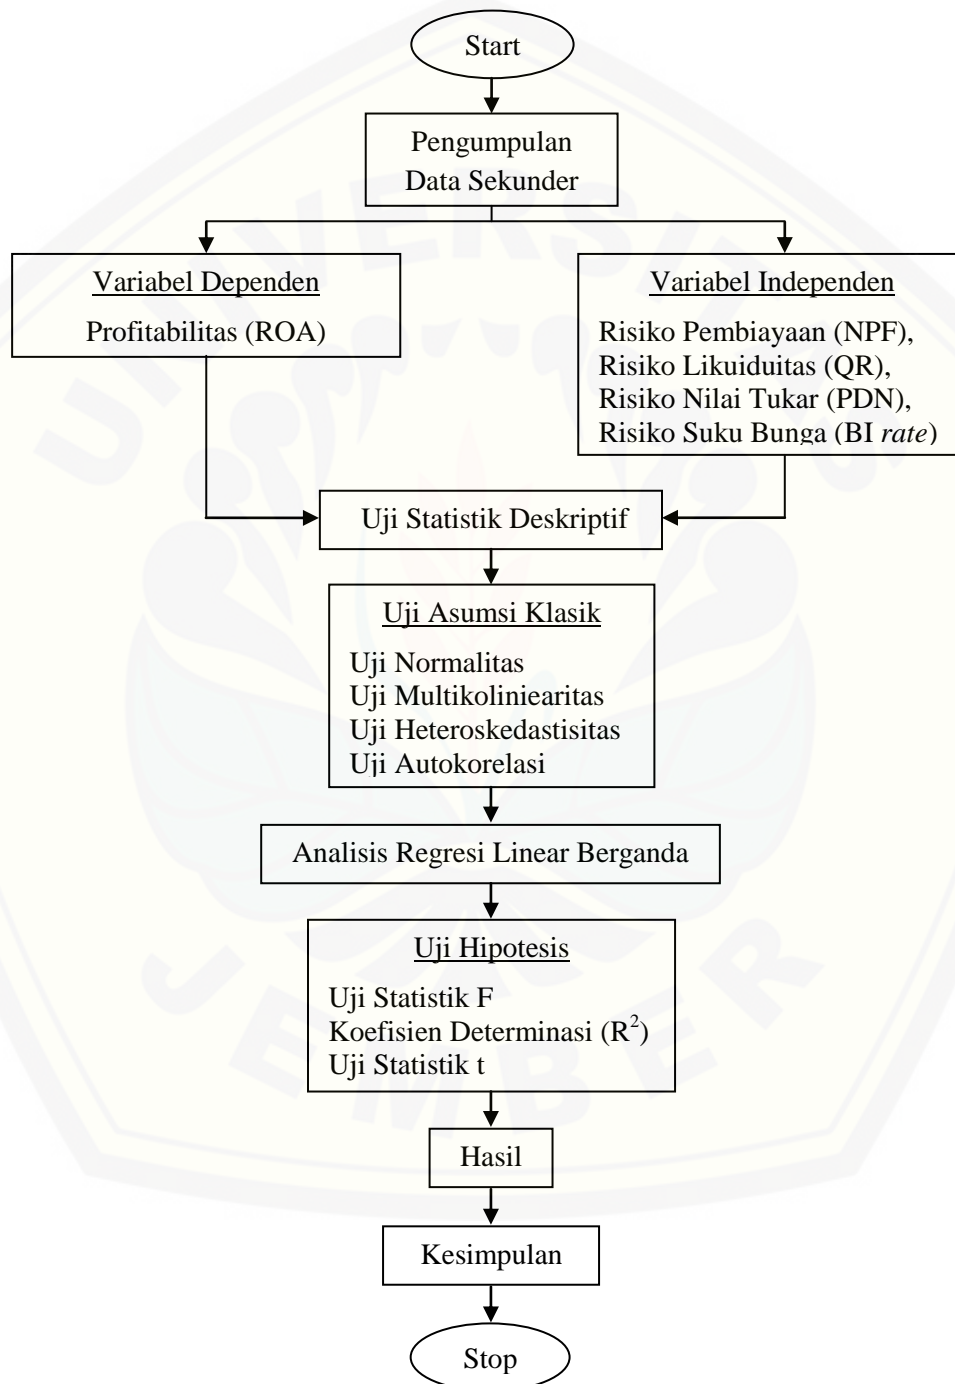 Start
Pengumpulan
Data Sekunder
Variabel Dependen
Profitabilitas (ROA)
Variabel Independen
Risiko Pembiayaan (NPF),
Risiko Likuiduitas (QR),
Risiko Nilai Tukar (PDN),
Risiko Suku Bunga (BI rate)
Uji Statistik Deskriptif
Uji Asumsi Klasik
Uji Normalitas
Uji Multikoliniearitas
Uji Heteroskedastisitas
Uji Autokorelasi
Analisis Regresi Linear Berganda
Uji Hipotesis
Uji Statistik F
Koefisien Determinasi (R²)
Uji Statistik t
Hasil
Kesimpulan
Stop
UNIVERSITAS
JEMBER